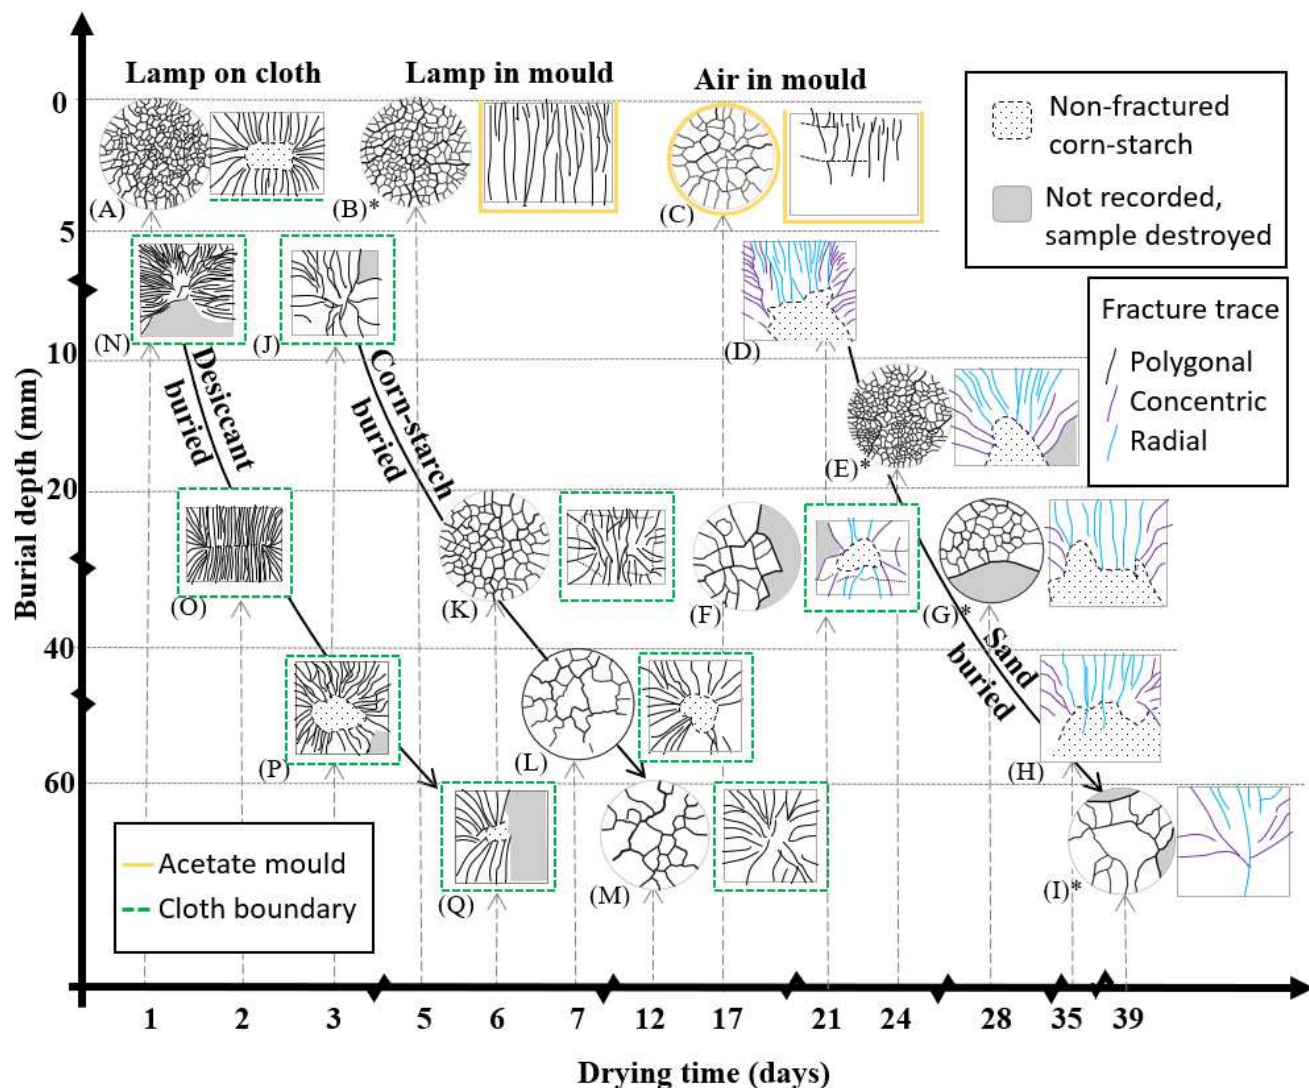 Lamp on cloth
Lamp in mould
Air in mould
Non-fractured
corn-starch
Not recorded,
sample destroyed
Fracture trace
Polygonal
Concentric
Radial
Burial depth (mm)
0
5
10
20
40
60
(A)
(B)*
(C)
(N)
(J)
(D)
Desiccant
buried
Corn-starch
buried
(E)*
(O)
(K)
(F)
(G)*
Sand
buried
(P)
(L)
(H)
(Q)
(M)
(I)*
Acetate mould
Cloth boundary
1
2
3
5
6
7
12
17
21
24
28
35
39
Drying time (days)